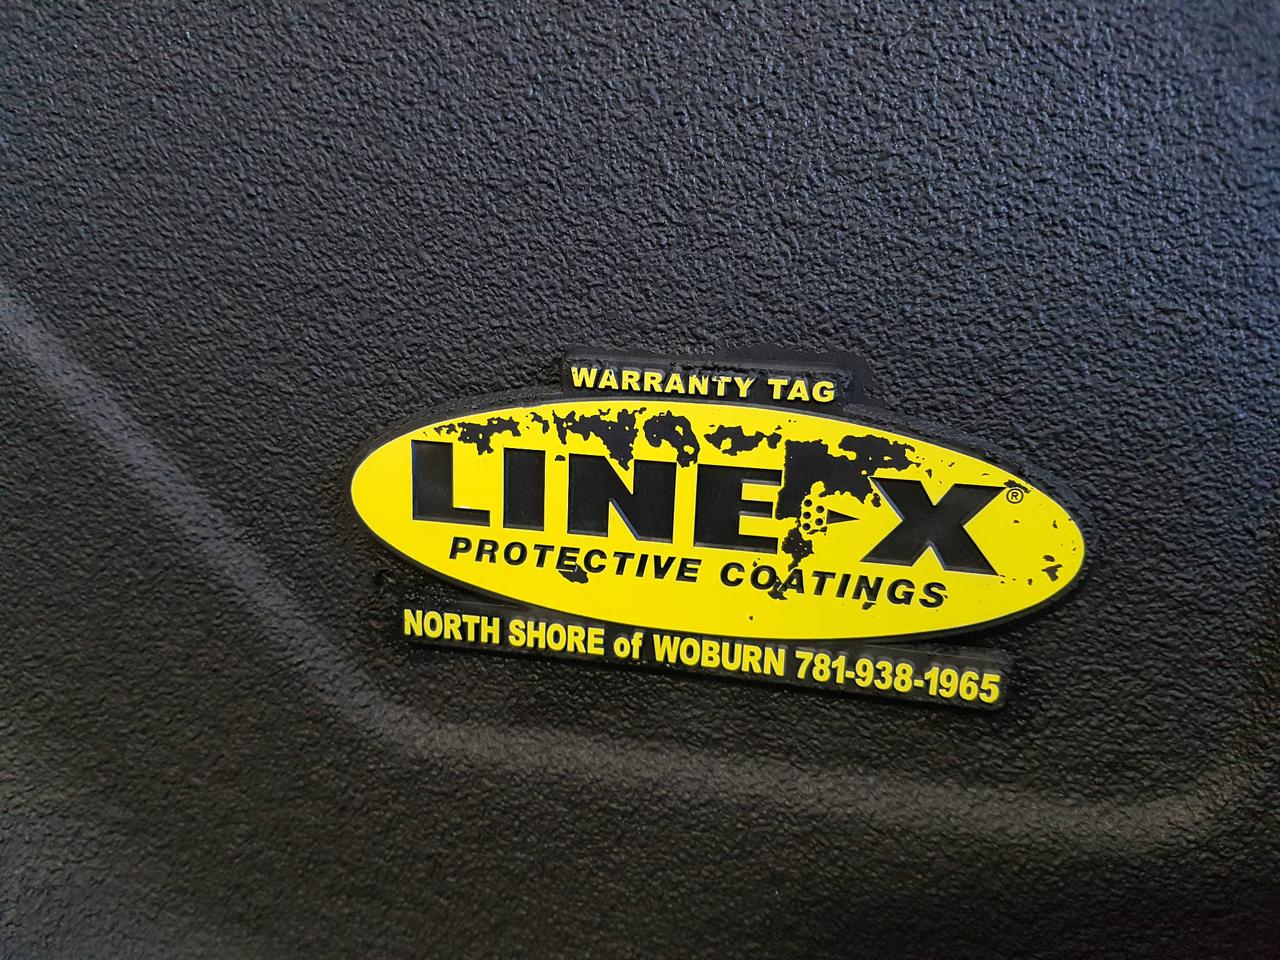 WARRANTY TAG
LINE-X®
PROTECTIVE COATINGS
NORTH SHORE of WOBURN 781-938-1965